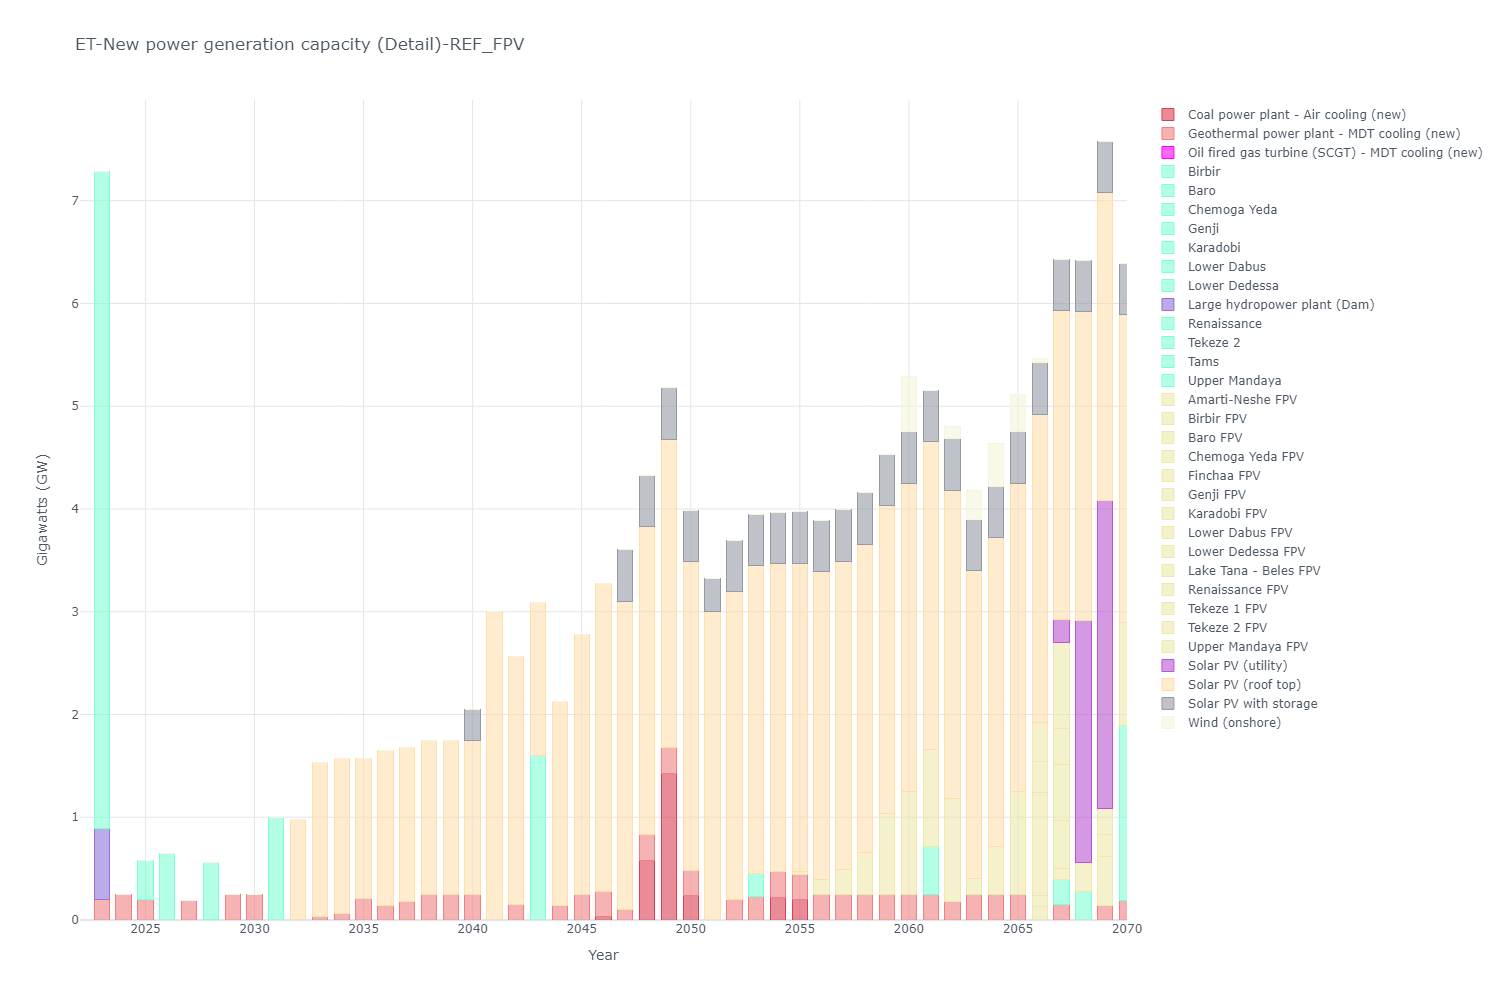 ET-New power generation capacity (Detail)-REF_FPV
Coal power plant - Air cooling (new)
Geothermal power plant - MDT cooling (new)
Oil fired gas turbine (SCGT) - MDT cooling (new)
Birbir
Baro
Chemoga Yeda
Genji
Karadobi
Lower Dabus
Lower Dedessa
Large hydropower plant (Dam)
Renaissance
Tekeze 2
Tams
Upper Mandaya
Amarti-Neshe FPV
Birbir FPV
Baro FPV
Chemoga Yeda FPV
Finchaa FPV
Genji FPV
Karadobi FPV
Lower Dabus FPV
Lower Dedessa FPV
Lake Tana - Beles FPV
Renaissance FPV
Tekeze 1 FPV
Tekeze 2 FPV
Upper Mandaya FPV
Solar PV (utility)
Solar PV (roof top)
Solar PV with storage
Wind (onshore)
7
6
5
4
3
2
1
0
Gigawatts (GW)
2025 2030 2035 2040 2045 2050 2055 2060 2065 2070
Year